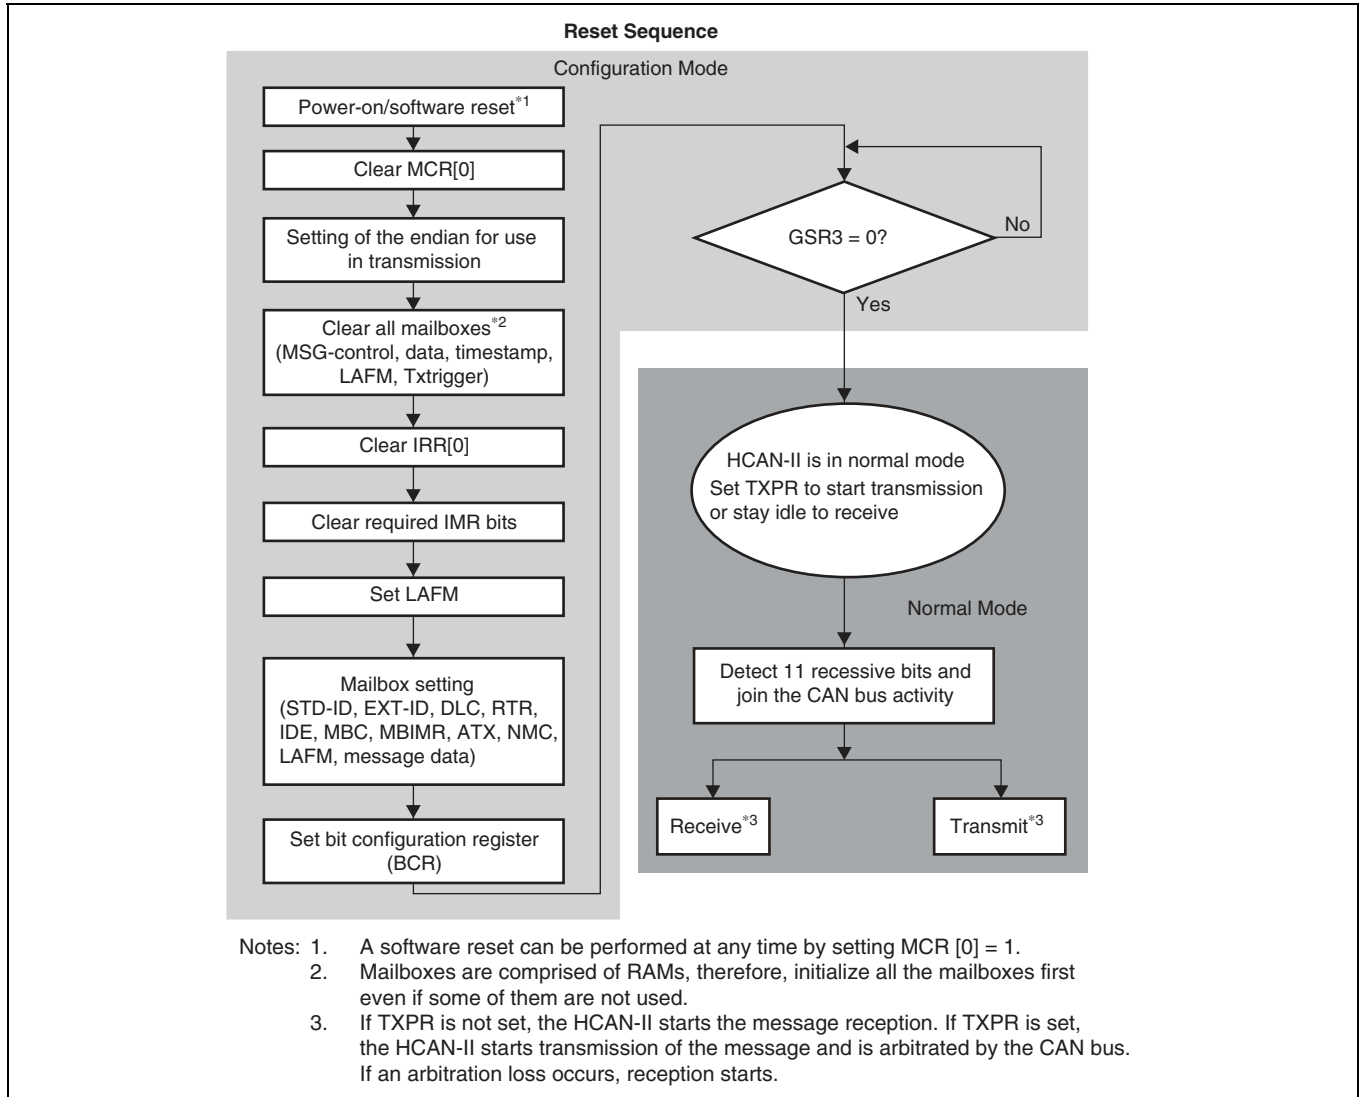 Reset Sequence
Configuration Mode
Power-on/software reset*1
Clear MCR[0]
Setting of the endian for use
in transmission
Clear all mailboxes*2
(MSG-control, data, timestamp,
LAFM, Txtrigger)
Clear IRR[0]
Clear required IMR bits
Set LAFM
Mailbox setting
(STD-ID, EXT-ID, DLC, RTR,
IDE, MBC, MBIMR, ATX, NMC,
LAFM, message data)
Set bit configuration register
(BCR)
GSR3 = 0?
No
Yes
HCAN-II is in normal mode
Set TXPR to start transmission
or stay idle to receive
Normal Mode
Detect 11 recessive bits and
join the CAN bus activity
Receive*3
Transmit*3
Notes: 1. A software reset can be performed at any time by setting MCR [0] = 1.
2. Mailboxes are comprised of RAMs, therefore, initialize all the mailboxes first
even if some of them are not used.
3. If TXPR is not set, the HCAN-II starts the message reception. If TXPR is set,
the HCAN-II starts transmission of the message and is arbitrated by the CAN bus.
If an arbitration loss occurs, reception starts.